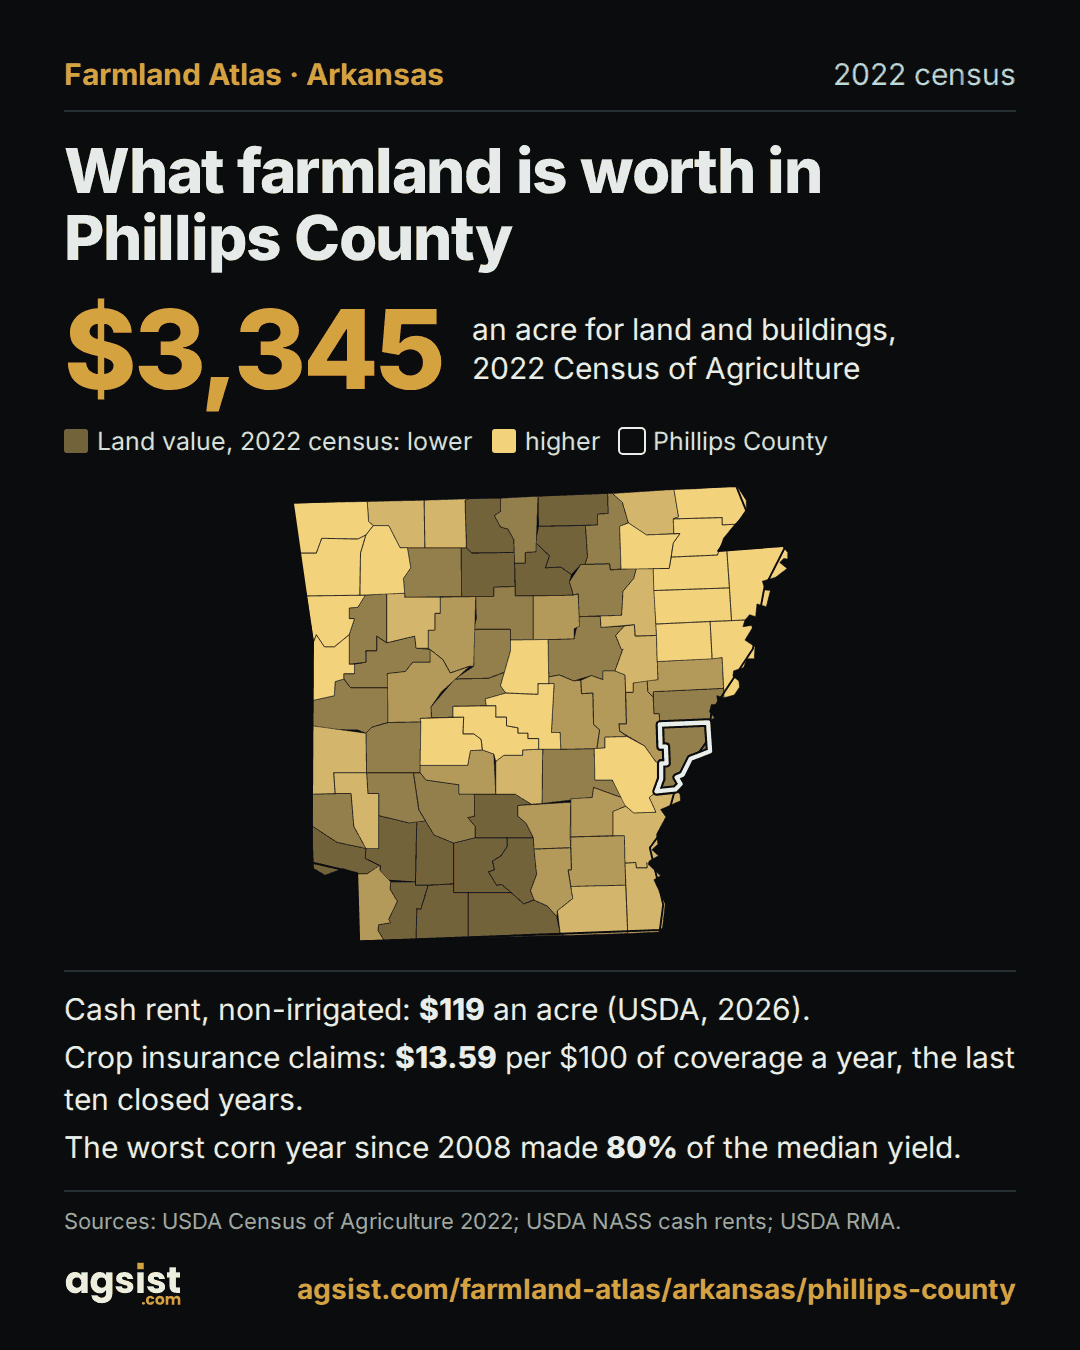 Farmland Atlas · Arkansas
2022 census
What farmland is worth in
Phillips County
$3,345
an acre for land and buildings,
2022 Census of Agriculture
Land value, 2022 census: lower
higher
Phillips County
Cash rent, non-irrigated: $119 an acre (USDA, 2026).
Crop insurance claims: $13.59 per $100 of coverage a year, the last
ten closed years.
The worst corn year since 2008 made 80% of the median yield.
Sources: USDA Census of Agriculture 2022; USDA NASS cash rents; USDA RMA.
agsist
.com
agsist.com/farmland-atlas/arkansas/phillips-county